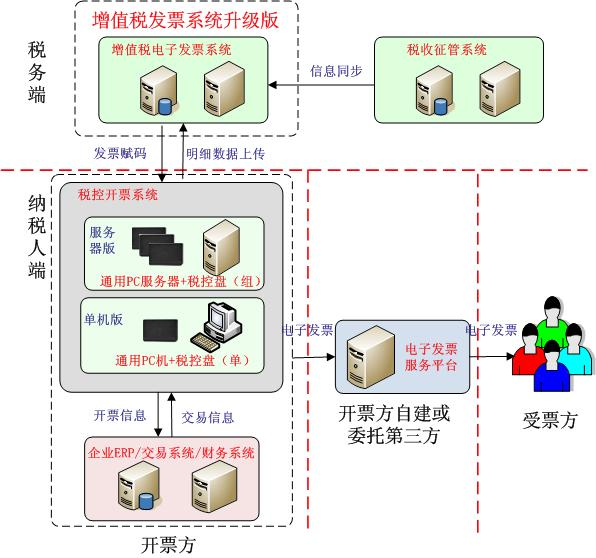 增值税发票系统升级版
税务端
增值税电子发票系统
税收征管系统
信息同步
发票赋码
明细数据上传
纳税人端
税控开票系统
服务
器版
通用PC服务器+税控盘（组）
单机版
通用PC机+税控盘（单）
电子发票
电子发票
服务平台
电子发票
开票方自建或
委托第三方
受票方
开票信息
交易信息
企业ERP/交易系统/财务系统
开票方